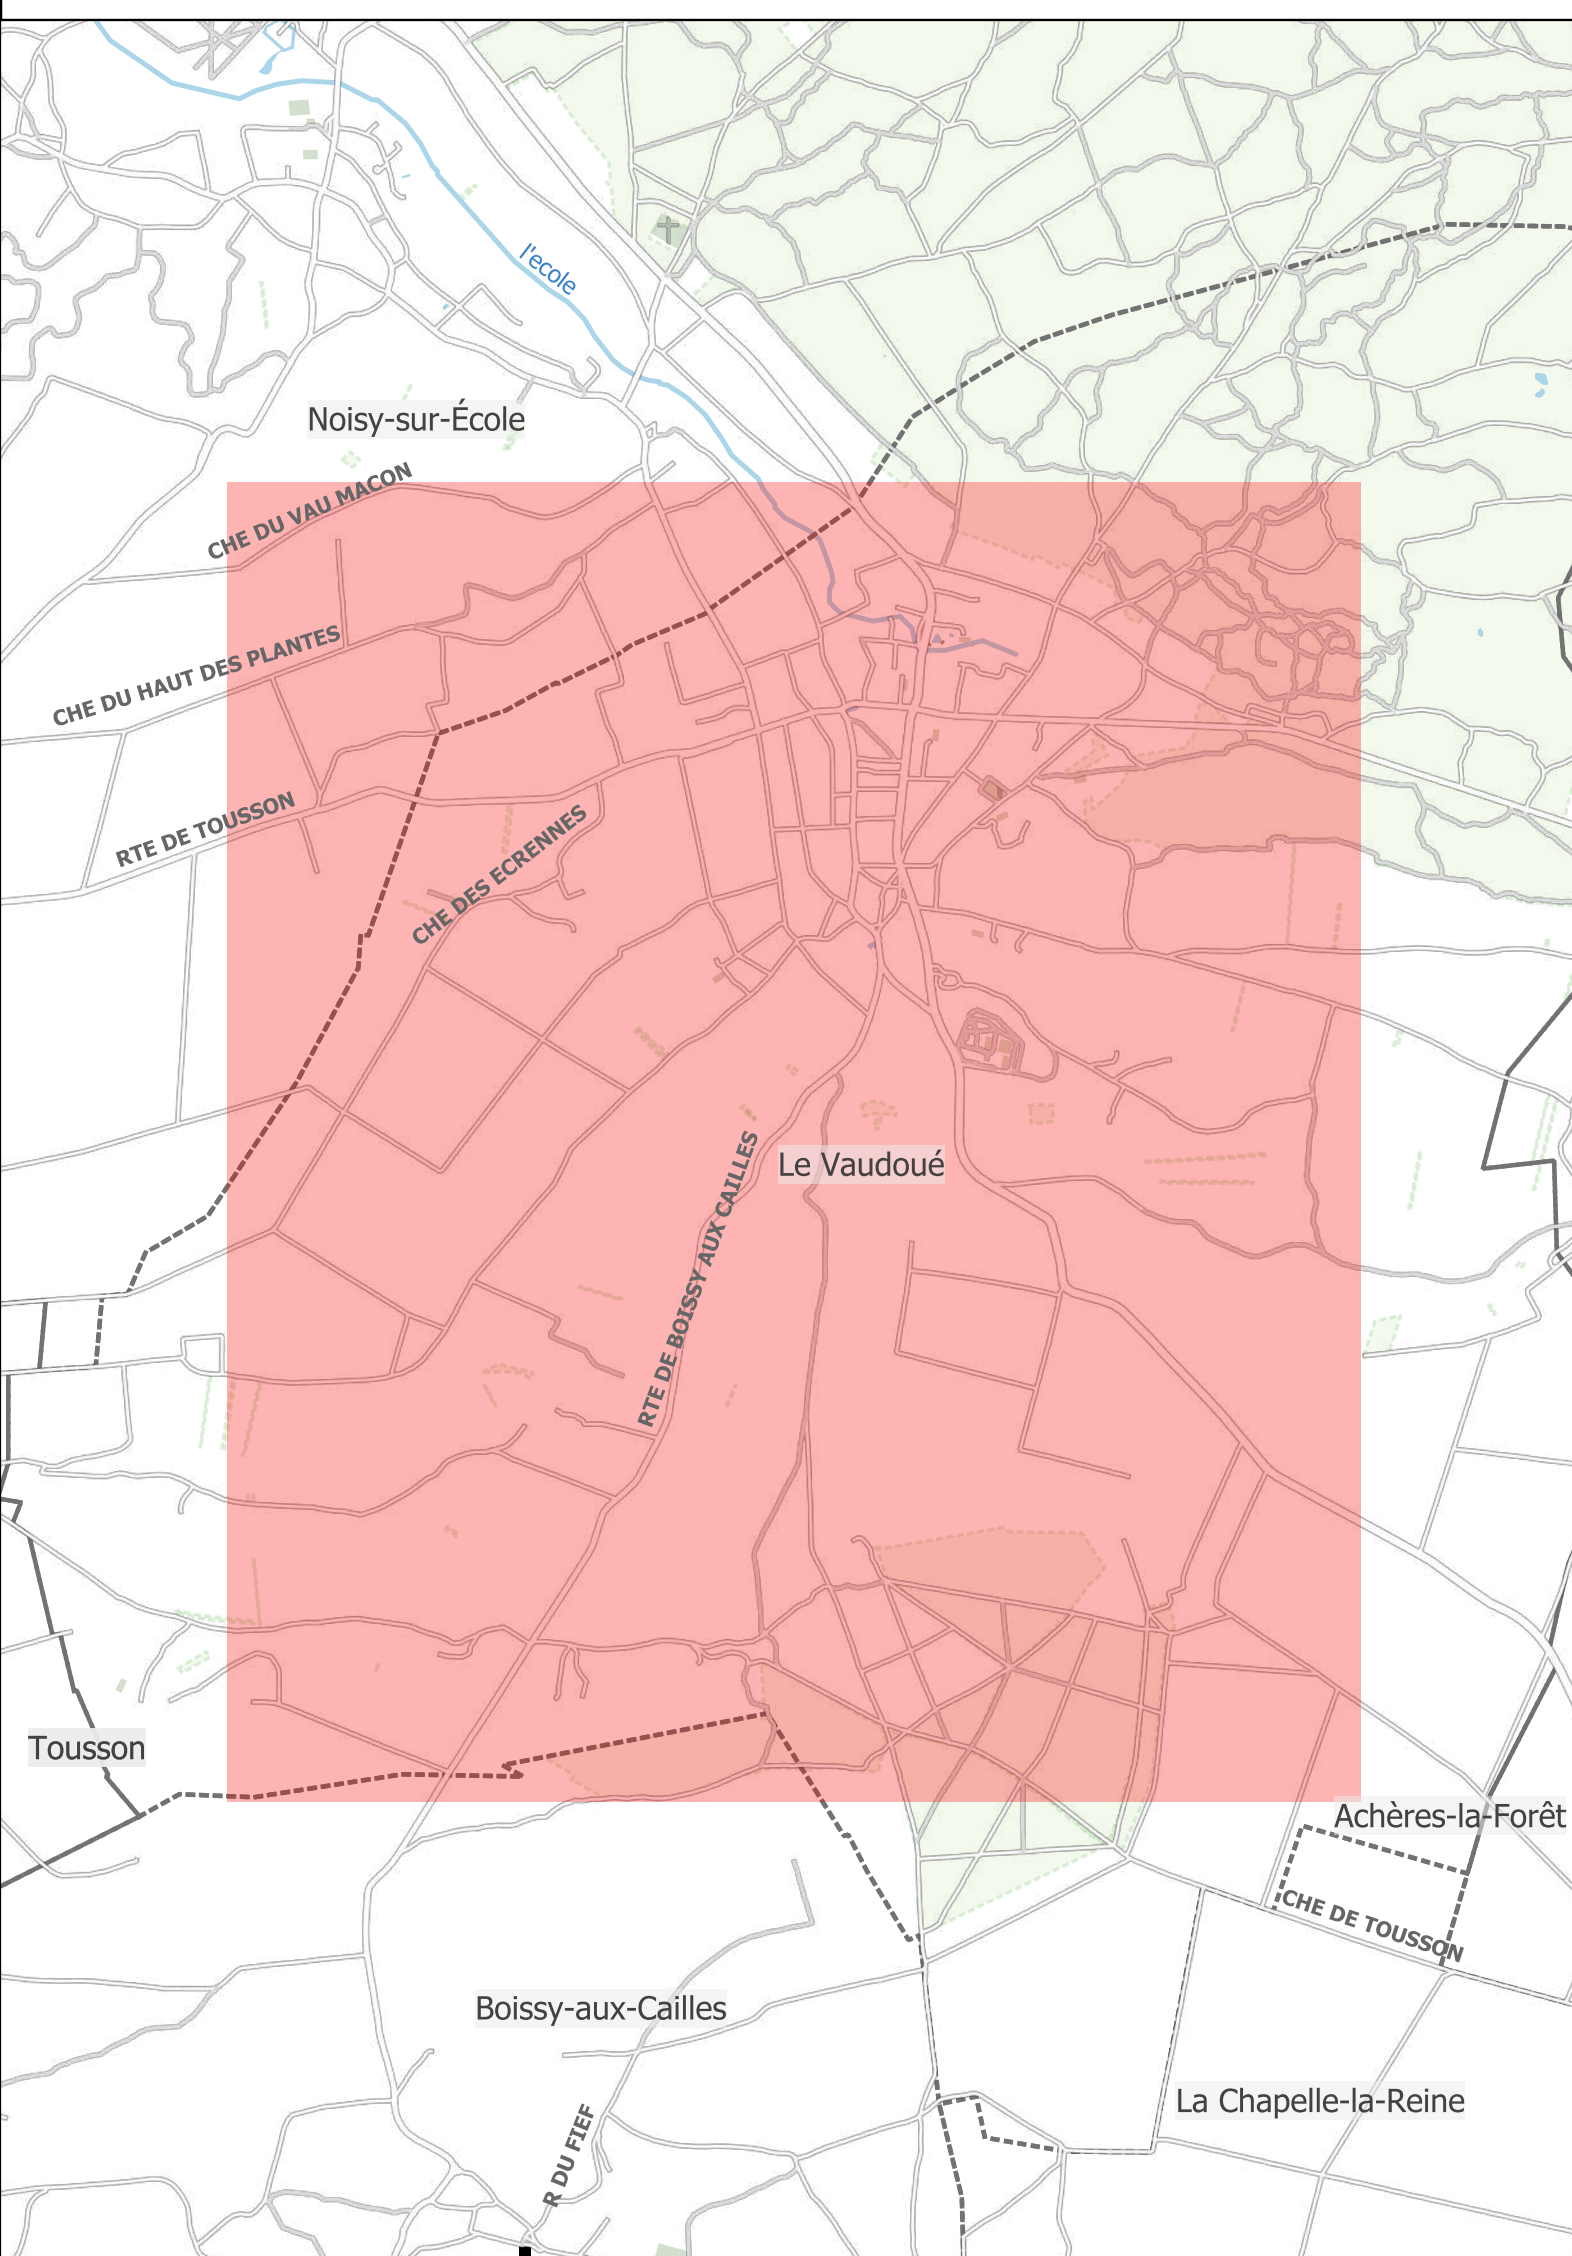 l'ecole
Noisy-sur-École
CHE DU VAU MACON
CHE DU HAUT DES PLANTES
RTE DE TOUSSON
CHE DES ECRENNES
Le Vaudoué
RTE DE BOISSY AUX CAILLES
Tousson
Achères-la-Forêt
CHE DE TOUSSON
Boissy-aux-Cailles
La Chapelle-la-Reine
R DU FIEF